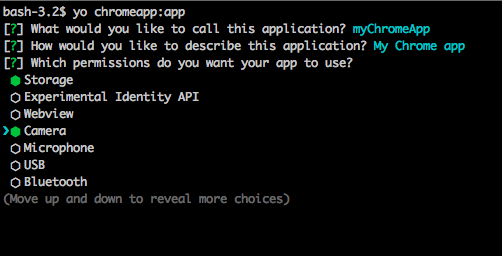 bash-3.2$ yo chromeapp:app
[?] What would you like to call this application? myChromeApp
[?] How would you like to describe this application? My Chrome app
[?] Which permissions do you want your app to use?
Storage
Experimental Identity API
Webview
Camera
Microphone
USB
Bluetooth
(Move up and down to reveal more choices)